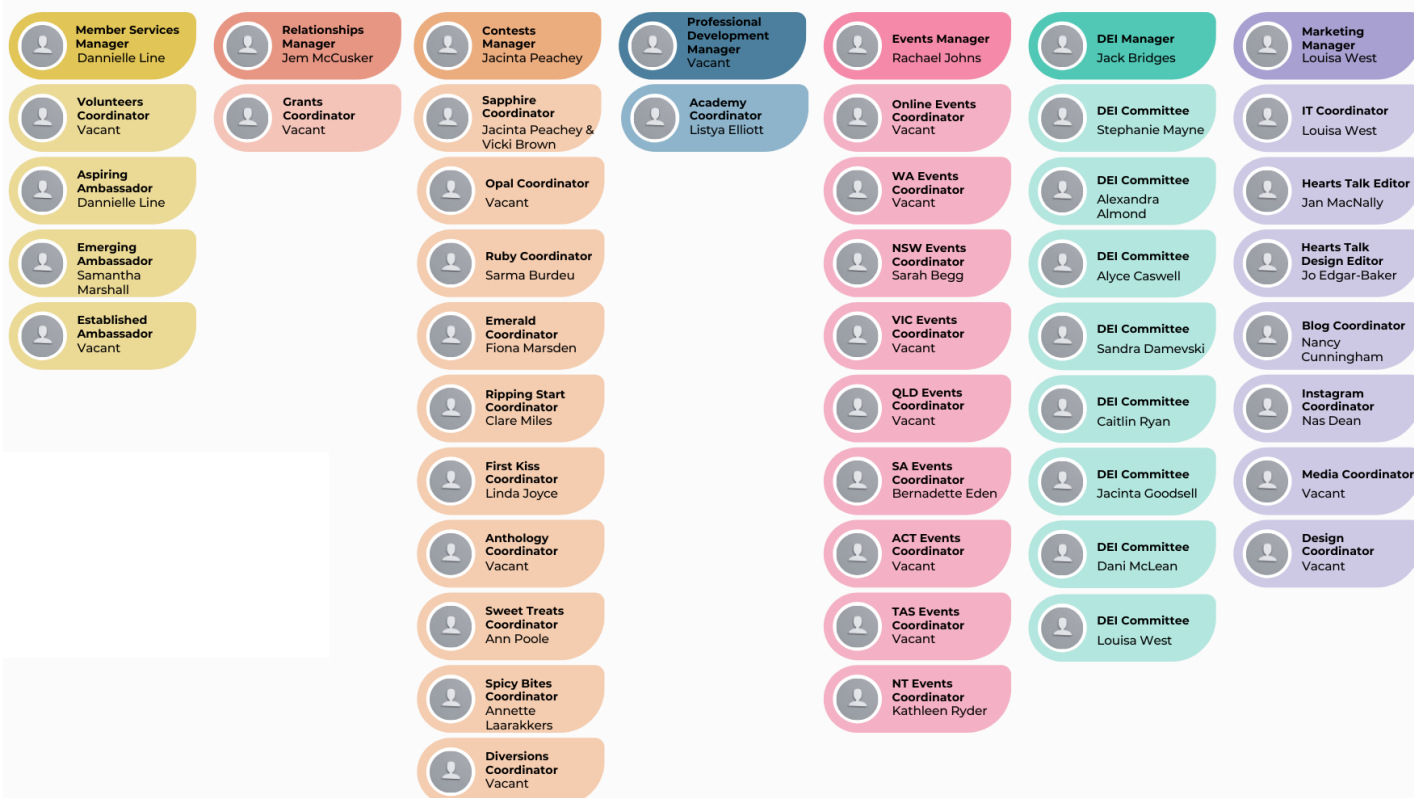 Member Services
Manager
Dannielle Line
Volunteers
Coordinator
Vacant
Aspiring
Ambassador
Dannielle Line
Emerging
Ambassador
Samantha
Marshall
Established
Ambassador
Vacant
Relationships
Manager
Jem McCusker
Grants
Coordinator
Vacant
Contests
Manager
Jacinta Peachey
Sapphire
Coordinator
Jacinta Peachey &
Vicki Brown
Opal Coordinator
Vacant
Ruby Coordinator
Sarma Burdeu
Emerald
Coordinator
Fiona Marsden
Ripping Start
Coordinator
Clare Miles
First Kiss
Coordinator
Linda Joyce
Anthology
Coordinator
Vacant
Sweet Treats
Coordinator
Ann Poole
Spicy Bites
Coordinator
Annette
Laarakkers
Diversions
Coordinator
Vacant
Professional
Development
Manager
Vacant
Academy
Coordinator
Listya Elliott
Events Manager
Rachael Johns
Online Events
Coordinator
Vacant
WA Events
Coordinator
Vacant
NSW Events
Coordinator
Sarah Begg
VIC Events
Coordinator
Vacant
QLD Events
Coordinator
Vacant
SA Events
Coordinator
Bernadette Eden
ACT Events
Coordinator
Vacant
TAS Events
Coordinator
Vacant
NT Events
Coordinator
Kathleen Ryder
DEI Manager
Jack Bridges
DEI Committee
Stephanie Mayne
DEI Committee
Alexandra
Almond
DEI Committee
Alyce Caswell
DEI Committee
Sandra Damevski
DEI Committee
Caitlin Ryan
DEI Committee
Jacinta Goodsell
DEI Committee
Dani McLean
DEI Committee
Louisa West
Marketing
Manager
Louisa West
IT Coordinator
Louisa West
Hearts Talk Editor
Jan MacNally
Hearts Talk
Design Editor
Jo Edgar-Baker
Blog Coordinator
Nancy
Cunningham
Instagram
Coordinator
Nas Dean
Media Coordinator
Vacant
Design
Coordinator
Vacant